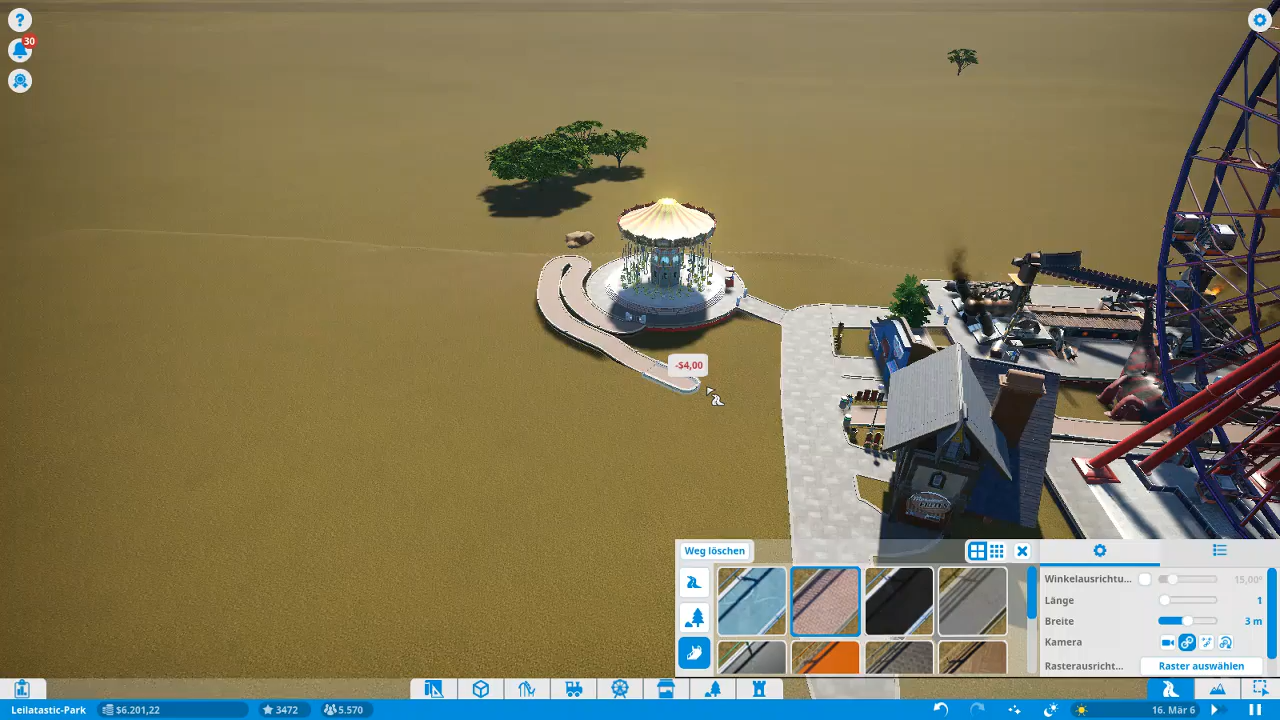 ?
30
-$4,00
Weg löschen
Winkelausrichtu...
15,00°
Länge
1
Breite
3 m
Kamera
Rasterausricht...
Raster auswählen
Leilatastic-Park
$6.201,22
3472
5.570
16. Mär 6